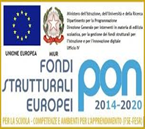 Ministero dell'Istruzione, dell'Università e della Ricerca
Dipartimento per la Programmazione
Direzione Generale per interventi in materia di edilizia
scolastica, per la gestione dei fondi strutturali per
l'istruzione e per l'innovazione digitale
Ufficio IV
UNIONE EUROPEA
MIUR
FONDI
STRUTTURALI
EUROPEI
pon
2014-2020
PER LA SCUOLA - COMPETENZE E AMBIENTI PER L'APPRENDIMENTO (FSE-FESR)